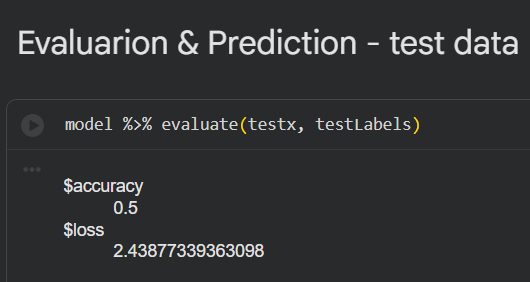 Evaluarion & Prediction - test data
model %>% evaluate(testx, testLabels)
$accuracy
0.5
$loss
2.43877339363098